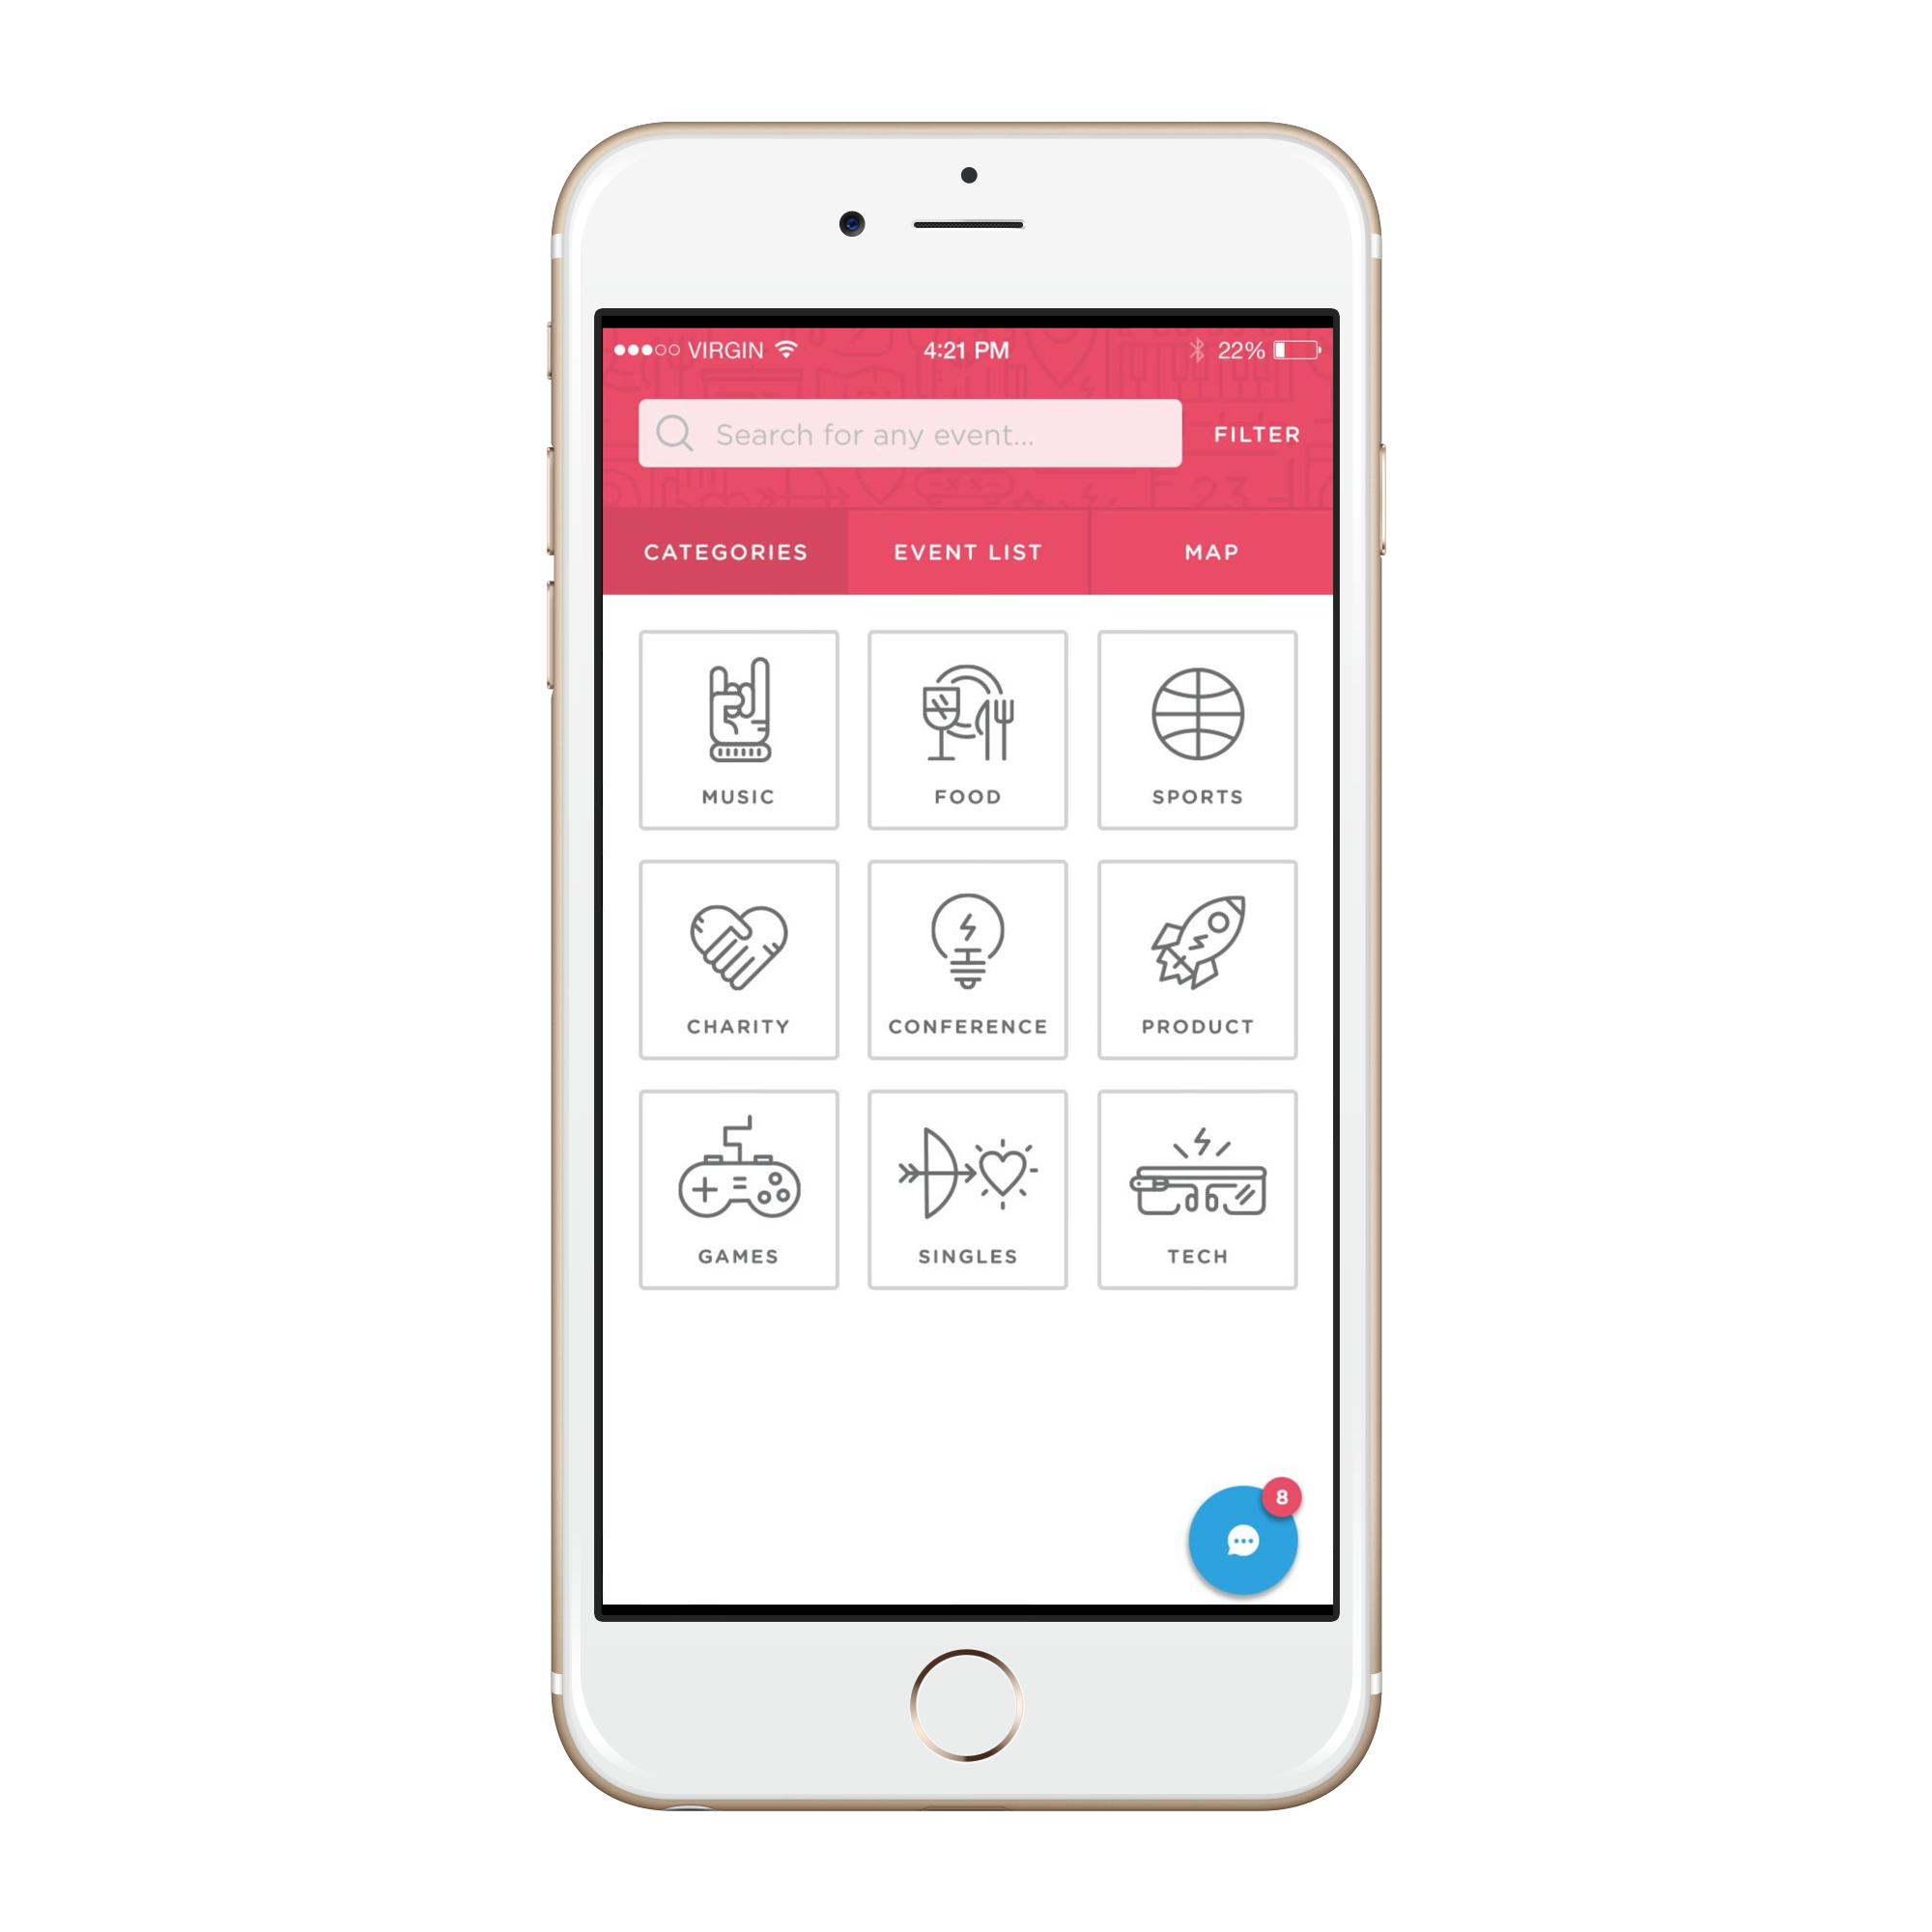 VIRGIN 4:21 PM 22%
Search for any event... FILTER
CATEGORIES EVENT LIST MAP
MUSIC FOOD SPORTS
CHARITY CONFERENCE PRODUCT
GAMES SINGLES TECH
8